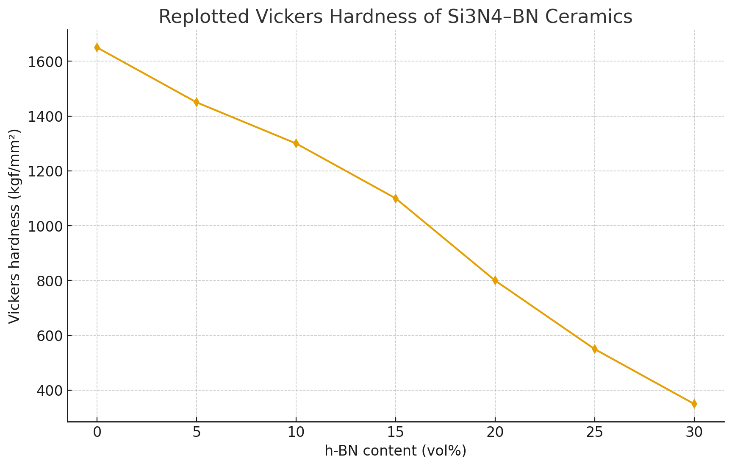 Replotted Vickers Hardness of Si3N4–BN Ceramics
Vickers hardness (kgf/mm²)
1600
1400
1200
1000
800
600
400
0 5 10 15 20 25 30
h-BN content (vol%)